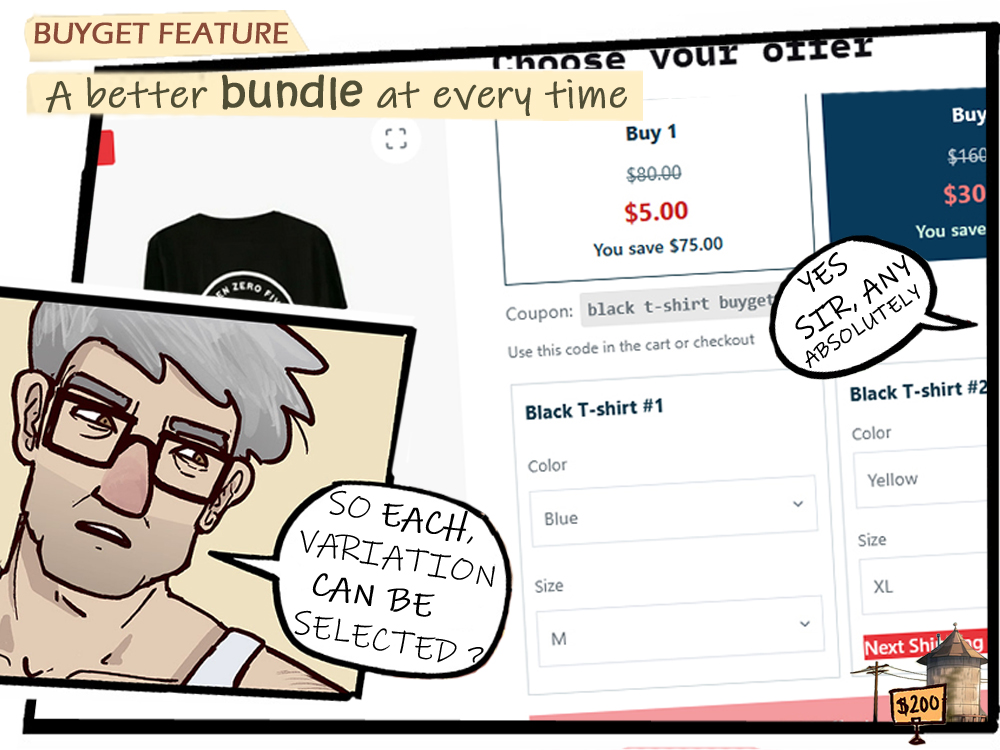 BUYGET FEATURE
A better bundle at every time
Choose your offer
Buy 1
$80.00
$5.00
You save $75.00
Buy
$160
$30
You save
EN ZERO FIV
Coupon: black t-shirt buyget
Use this code in the cart or checkout
YES
SIR, ANY
ABSOLUTELY
Black T-shirt #1
Color
Blue
Size
M
Black T-shirt #2
Color
Yellow
Size
XL
SO EACH,
VARIATION
CAN BE
SELECTED ?
Next
$200